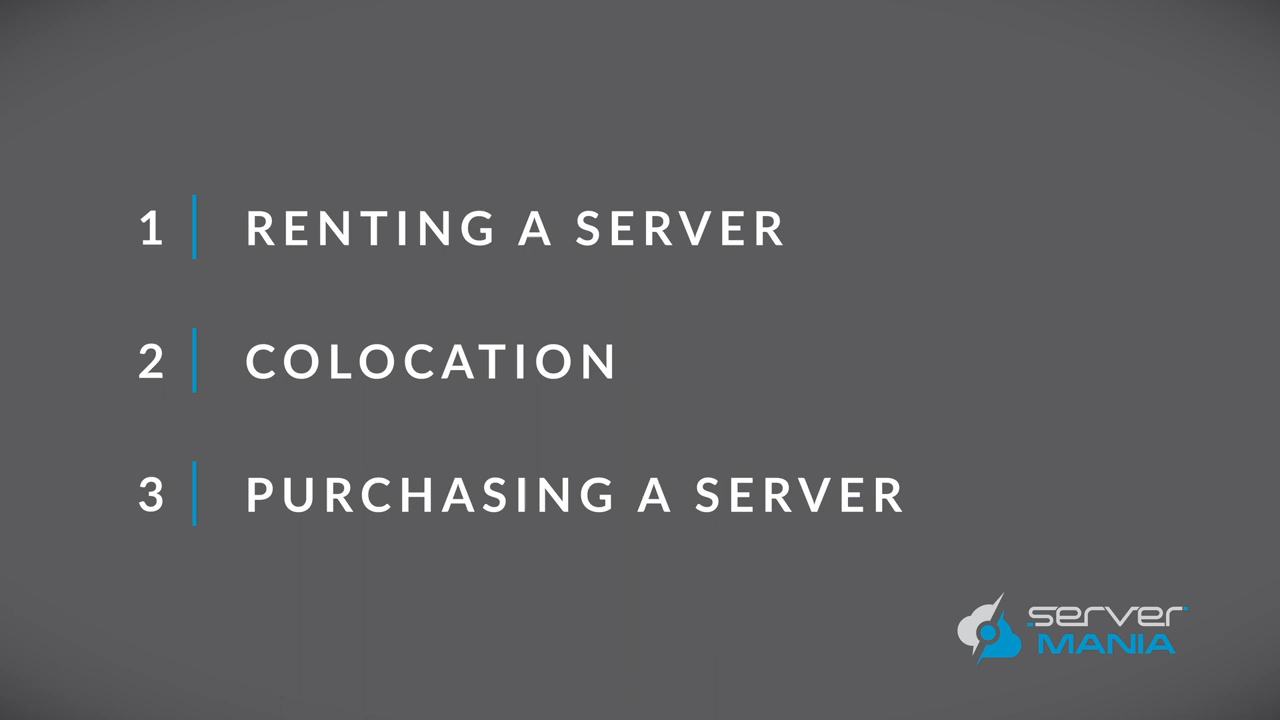 1 RENTING A SERVER
2 COLOCATION
3 PURCHASING A SERVER
server
MANIA